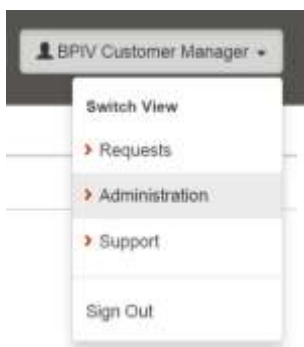 BPIV Customer Manager
Switch View
Requests
Administration
Support
Sign Out